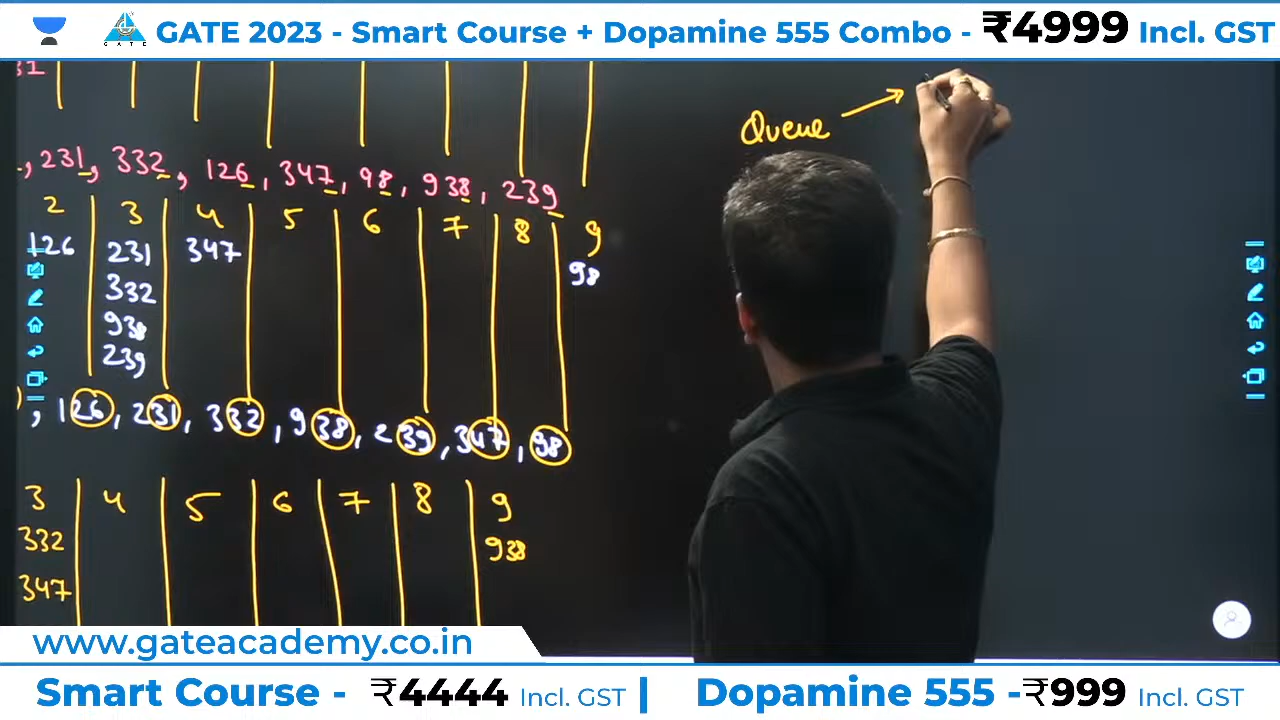 GATE GATE 2023 - Smart Course + Dopamine 555 Combo - ₹4999 Incl. GST
31
Queue
, 231, 332, 126, 347, 98, 938, 239
2 3 4 5 6 7 8 9
126 231 347 98
332
938
239
, 126, 231, 332, 938, 239, 347, 98
3 4 5 6 7 8 9
332 938
347
www.gateacademy.co.in
Smart Course - ₹4444 Incl. GST | Dopamine 555 -₹999 Incl. GST